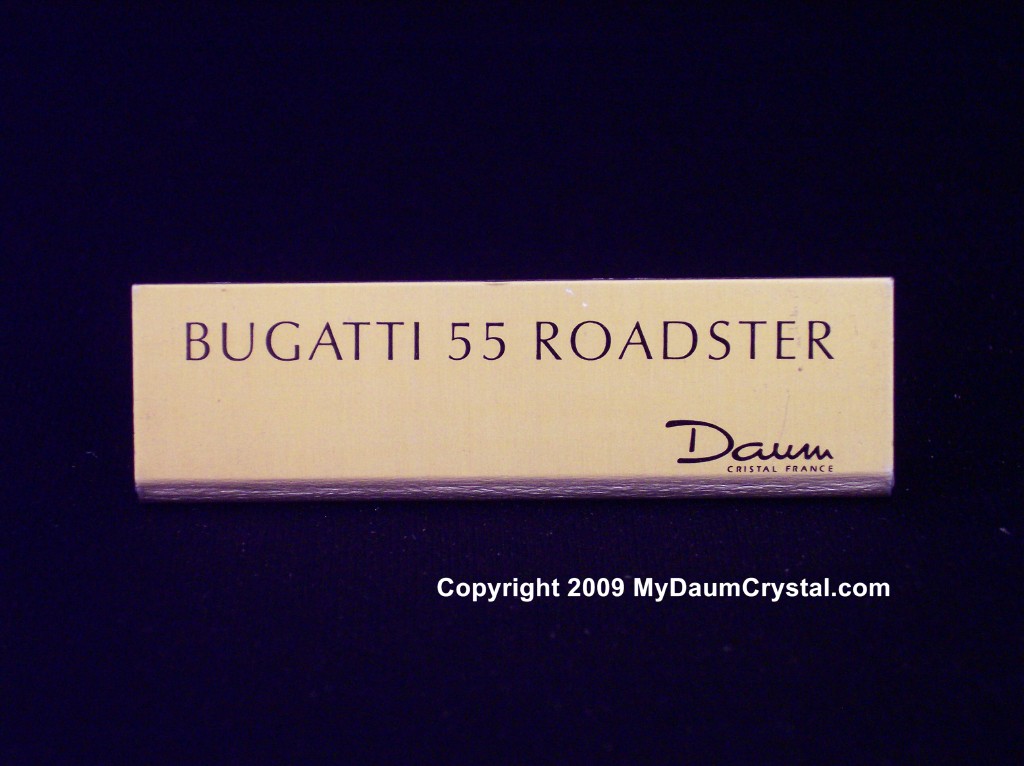 BUGATTI 55 ROADSTER
Daum
CRISTAL FRANCE
Copyright 2009 MyDaumCrystal.com